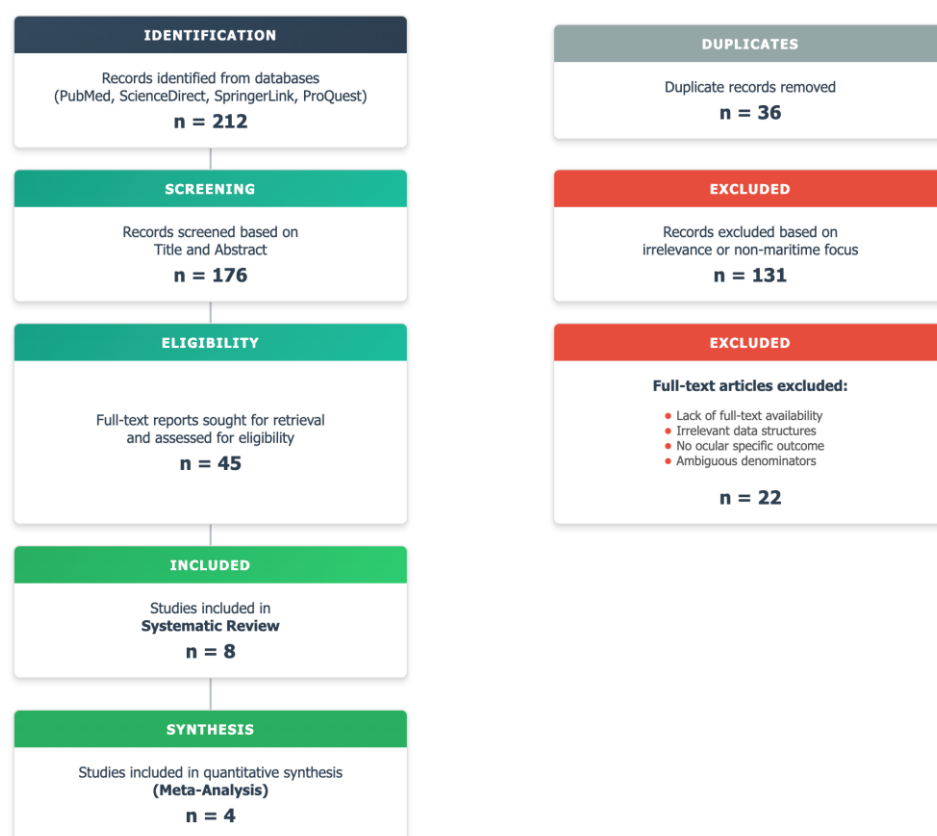 IDENTIFICATION
Records identified from databases
(PubMed, ScienceDirect, SpringerLink, ProQuest)
n = 212
DUPLICATES
Duplicate records removed
n = 36
SCREENING
Records screened based on
Title and Abstract
n = 176
EXCLUDED
Records excluded based on
irrelevance or non-maritime focus
n = 131
ELIGIBILITY
Full-text reports sought for retrieval
and assessed for eligibility
n = 45
EXCLUDED
Full-text articles excluded:
Lack of full-text availability
Irrelevant data structures
No ocular specific outcome
Ambiguous denominators
n = 22
INCLUDED
Studies included in
Systematic Review
n = 8
SYNTHESIS
Studies included in quantitative synthesis
(Meta-Analysis)
n = 4